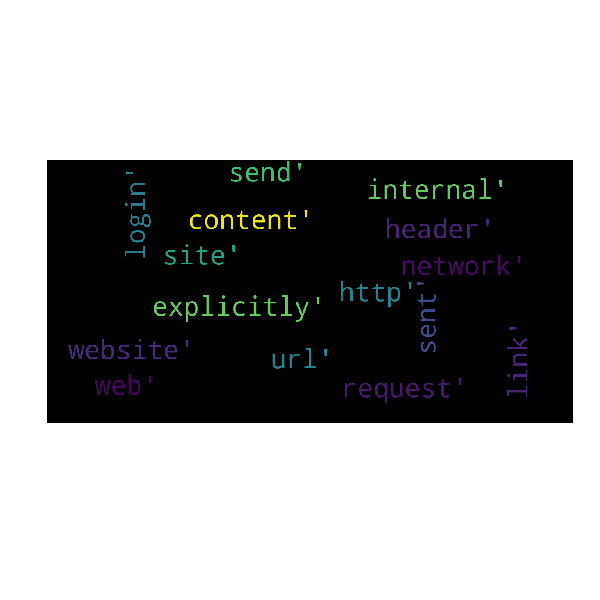 send'
internal'
login'
content'
header'
site'
network'
http'
explicitly'
sent'
website'
url'
link'
web'
request'